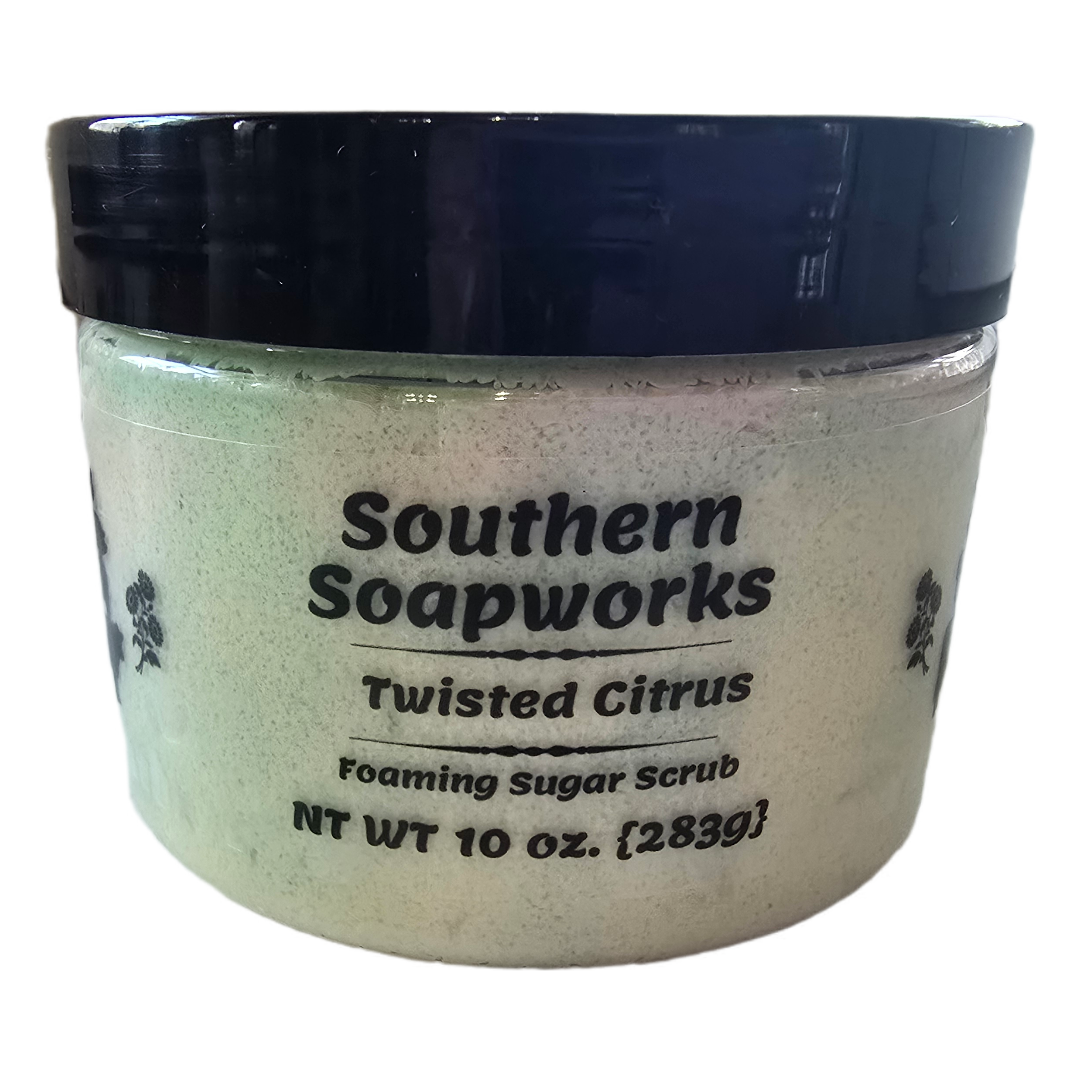 Southern
Soapworks
Twisted Citrus
Foaming Sugar Scrub
NT WT 10 oz. {283g}